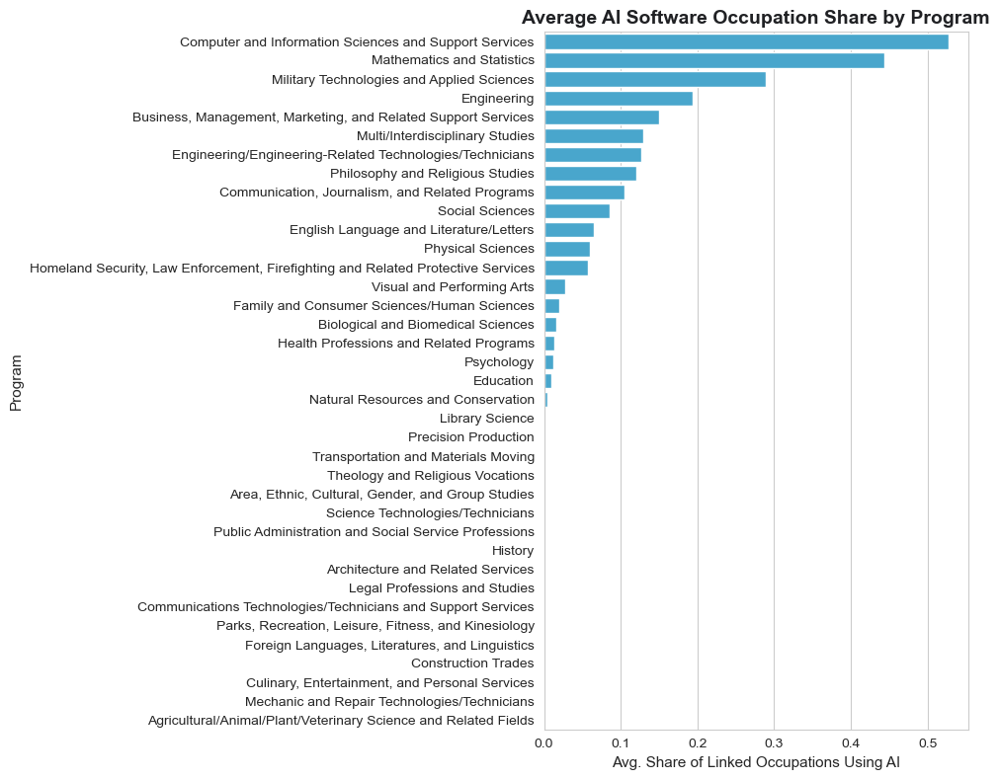 Average AI Software Occupation Share by Program
Program
Computer and Information Sciences and Support Services
Mathematics and Statistics
Military Technologies and Applied Sciences
Engineering
Business, Management, Marketing, and Related Support Services
Multi/Interdisciplinary Studies
Engineering/Engineering-Related Technologies/Technicians
Philosophy and Religious Studies
Communication, Journalism, and Related Programs
Social Sciences
English Language and Literature/Letters
Physical Sciences
Homeland Security, Law Enforcement, Firefighting and Related Protective Services
Visual and Performing Arts
Family and Consumer Sciences/Human Sciences
Biological and Biomedical Sciences
Health Professions and Related Programs
Psychology
Education
Natural Resources and Conservation
Library Science
Precision Production
Transportation and Materials Moving
Theology and Religious Vocations
Area, Ethnic, Cultural, Gender, and Group Studies
Science Technologies/Technicians
Public Administration and Social Service Professions
History
Architecture and Related Services
Legal Professions and Studies
Communications Technologies/Technicians and Support Services
Parks, Recreation, Leisure, Fitness, and Kinesiology
Foreign Languages, Literatures, and Linguistics
Construction Trades
Culinary, Entertainment, and Personal Services
Mechanic and Repair Technologies/Technicians
Agricultural/Animal/Plant/Veterinary Science and Related Fields
0.0 0.1 0.2 0.3 0.4 0.5
Avg. Share of Linked Occupations Using AI